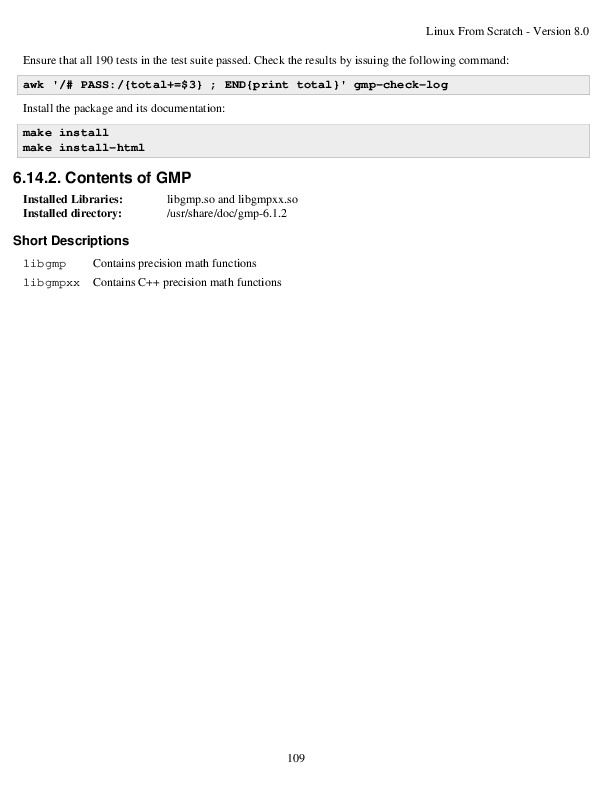 Linux From Scratch - Version 8.0
Ensure that all 190 tests in the test suite passed. Check the results by issuing the following command:
awk '/# PASS:/{total+=$3} ; END{print total}' gmp-check-log
Install the package and its documentation:
make install
make install-html
6.14.2. Contents of GMP
Installed Libraries: libgmp.so and libgmpxx.so
Installed directory: /usr/share/doc/gmp-6.1.2
Short Descriptions
libgmp Contains precision math functions
libgmpxx Contains C++ precision math functions
109